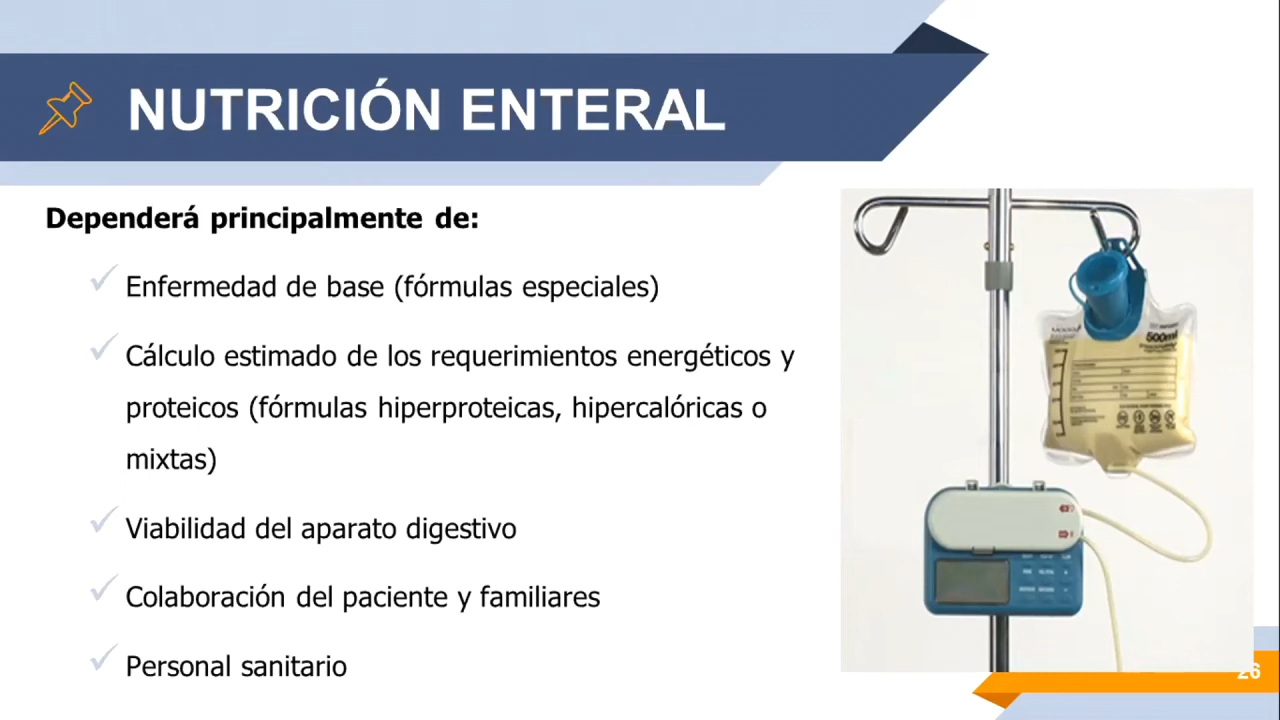 NUTRICIÓN ENTERAL
Dependerá principalmente de:
Enfermedad de base (fórmulas especiales)
Cálculo estimado de los requerimientos energéticos y
proteicos (fórmulas hiperproteicas, hipercalóricas o
mixtas)
Viabilidad del aparato digestivo
Colaboración del paciente y familiares
Personal sanitario
500ml
26